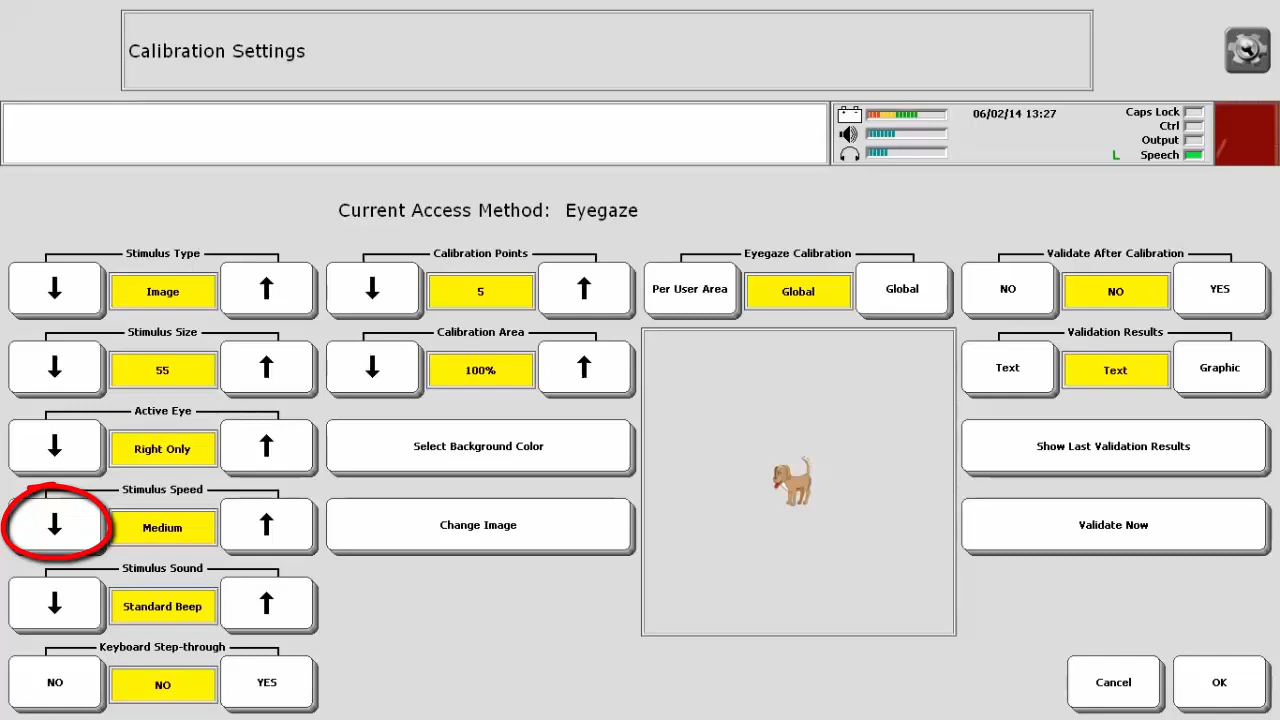 Calibration Settings
06/02/14 13:27
Caps Lock
Ctrl
Output
L Speech
Current Access Method: Eyegaze
Stimulus Type
Image
Calibration Points
5
Eyegaze Calibration
Per User Area
Global
Global
Validate After Calibration
NO
NO
YES
Stimulus Size
55
Calibration Area
100%
Validation Results
Text
Text
Graphic
Active Eye
Right Only
Select Background Color
Show Last Validation Results
Stimulus Speed
Medium
Change Image
Validate Now
Stimulus Sound
Standard Beep
Keyboard Step-through
NO
NO
YES
Cancel
OK